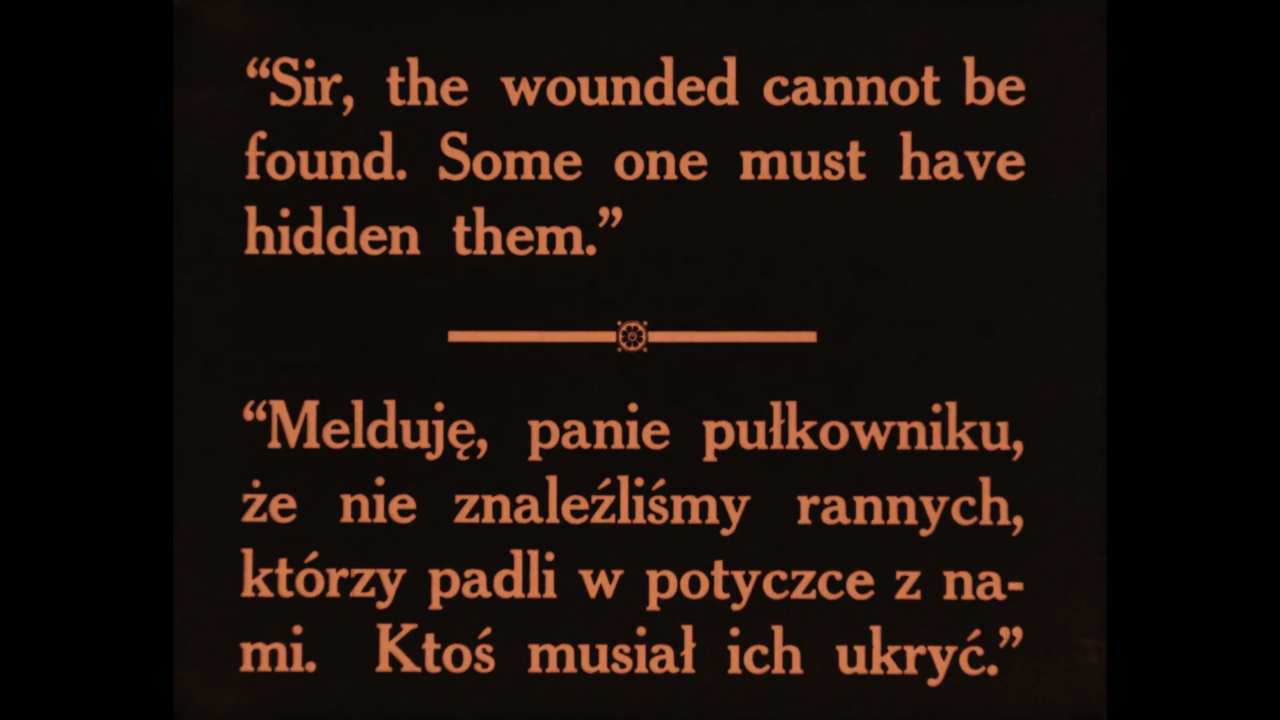 “Sir, the wounded cannot be
found. Some one must have
hidden them.”
“Melduję, panie pułkowniku,
że nie znaleźliśmy rannych,
którzy padli w potyczce z na-
mi. Ktoś musiał ich ukryć.”